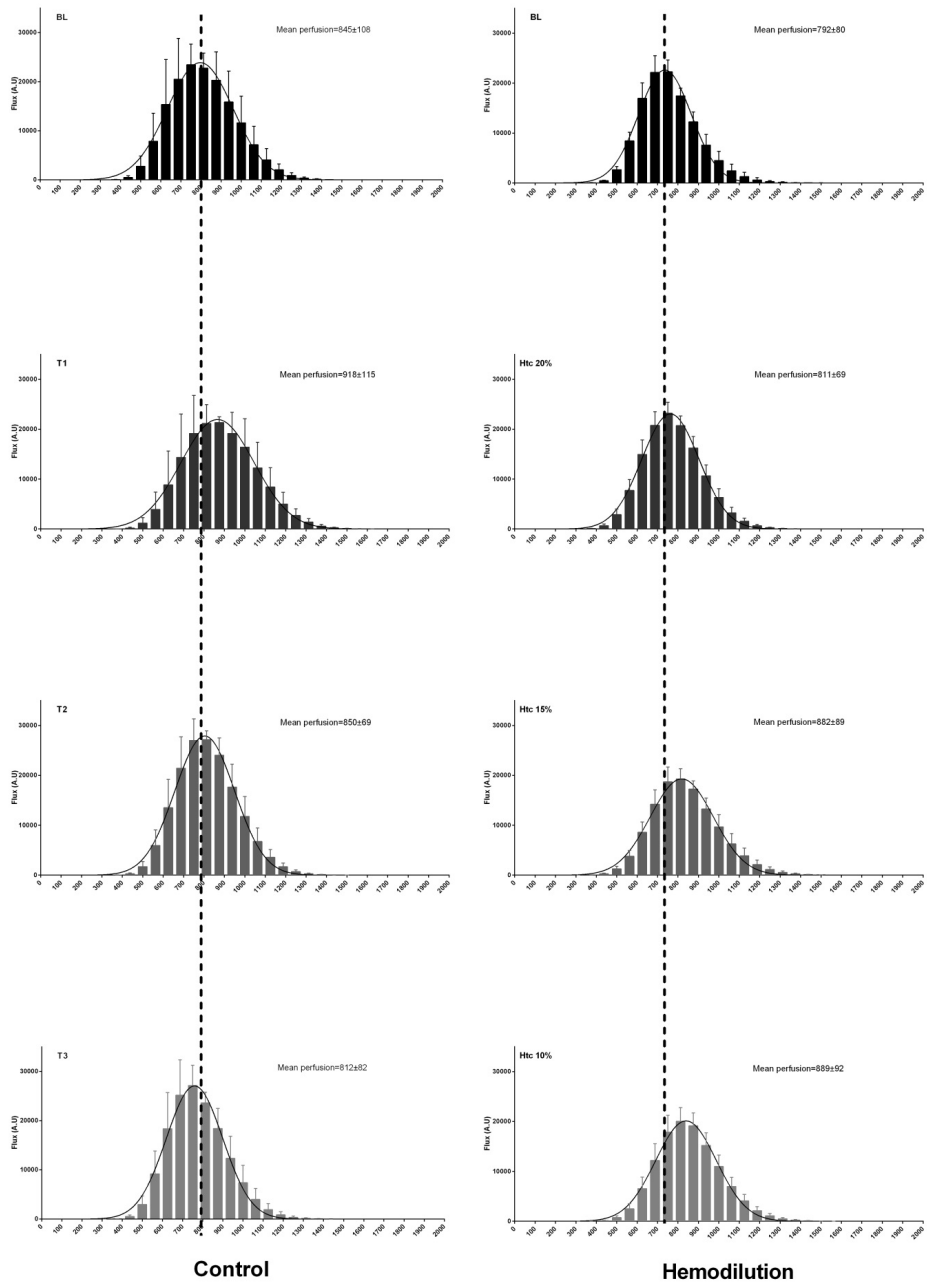 BL
Mean perfusion=845±108
Flux (A.U)
30000
20000
10000
0
0 100 200 300 400 500 600 700 800 900 1000 1100 1200 1300 1400 1500 1600 1700 1800 1900 2000
BL
Mean perfusion=792±80
Flux (A.U)
30000
20000
10000
0
0 100 200 300 400 500 600 700 800 900 1000 1100 1200 1300 1400 1500 1600 1700 1800 1900 2000
T1
Mean perfusion=918±115
Flux (A.U)
30000
20000
10000
0
0 100 200 300 400 500 600 700 800 900 1000 1100 1200 1300 1400 1500 1600 1700 1800 1900 2000
Htc 20%
Mean perfusion=811±69
Flux (A.U)
30000
20000
10000
0
0 100 200 300 400 500 600 700 800 900 1000 1100 1200 1300 1400 1500 1600 1700 1800 1900 2000
T2
Mean perfusion=850±69
Flux (A.U)
30000
20000
10000
0
0 100 200 300 400 500 600 700 800 900 1000 1100 1200 1300 1400 1500 1600 1700 1800 1900 2000
Htc 15%
Mean perfusion=882±89
Flux (A.U)
30000
20000
10000
0
0 100 200 300 400 500 600 700 800 900 1000 1100 1200 1300 1400 1500 1600 1700 1800 1900 2000
T3
Mean perfusion=812±82
Flux (A.U)
30000
20000
10000
0
0 100 200 300 400 500 600 700 800 900 1000 1100 1200 1300 1400 1500 1600 1700 1800 1900 2000
Htc 10%
Mean perfusion=889±92
Flux (A.U)
30000
20000
10000
0
0 100 200 300 400 500 600 700 800 900 1000 1100 1200 1300 1400 1500 1600 1700 1800 1900 2000
Control
Hemodilution